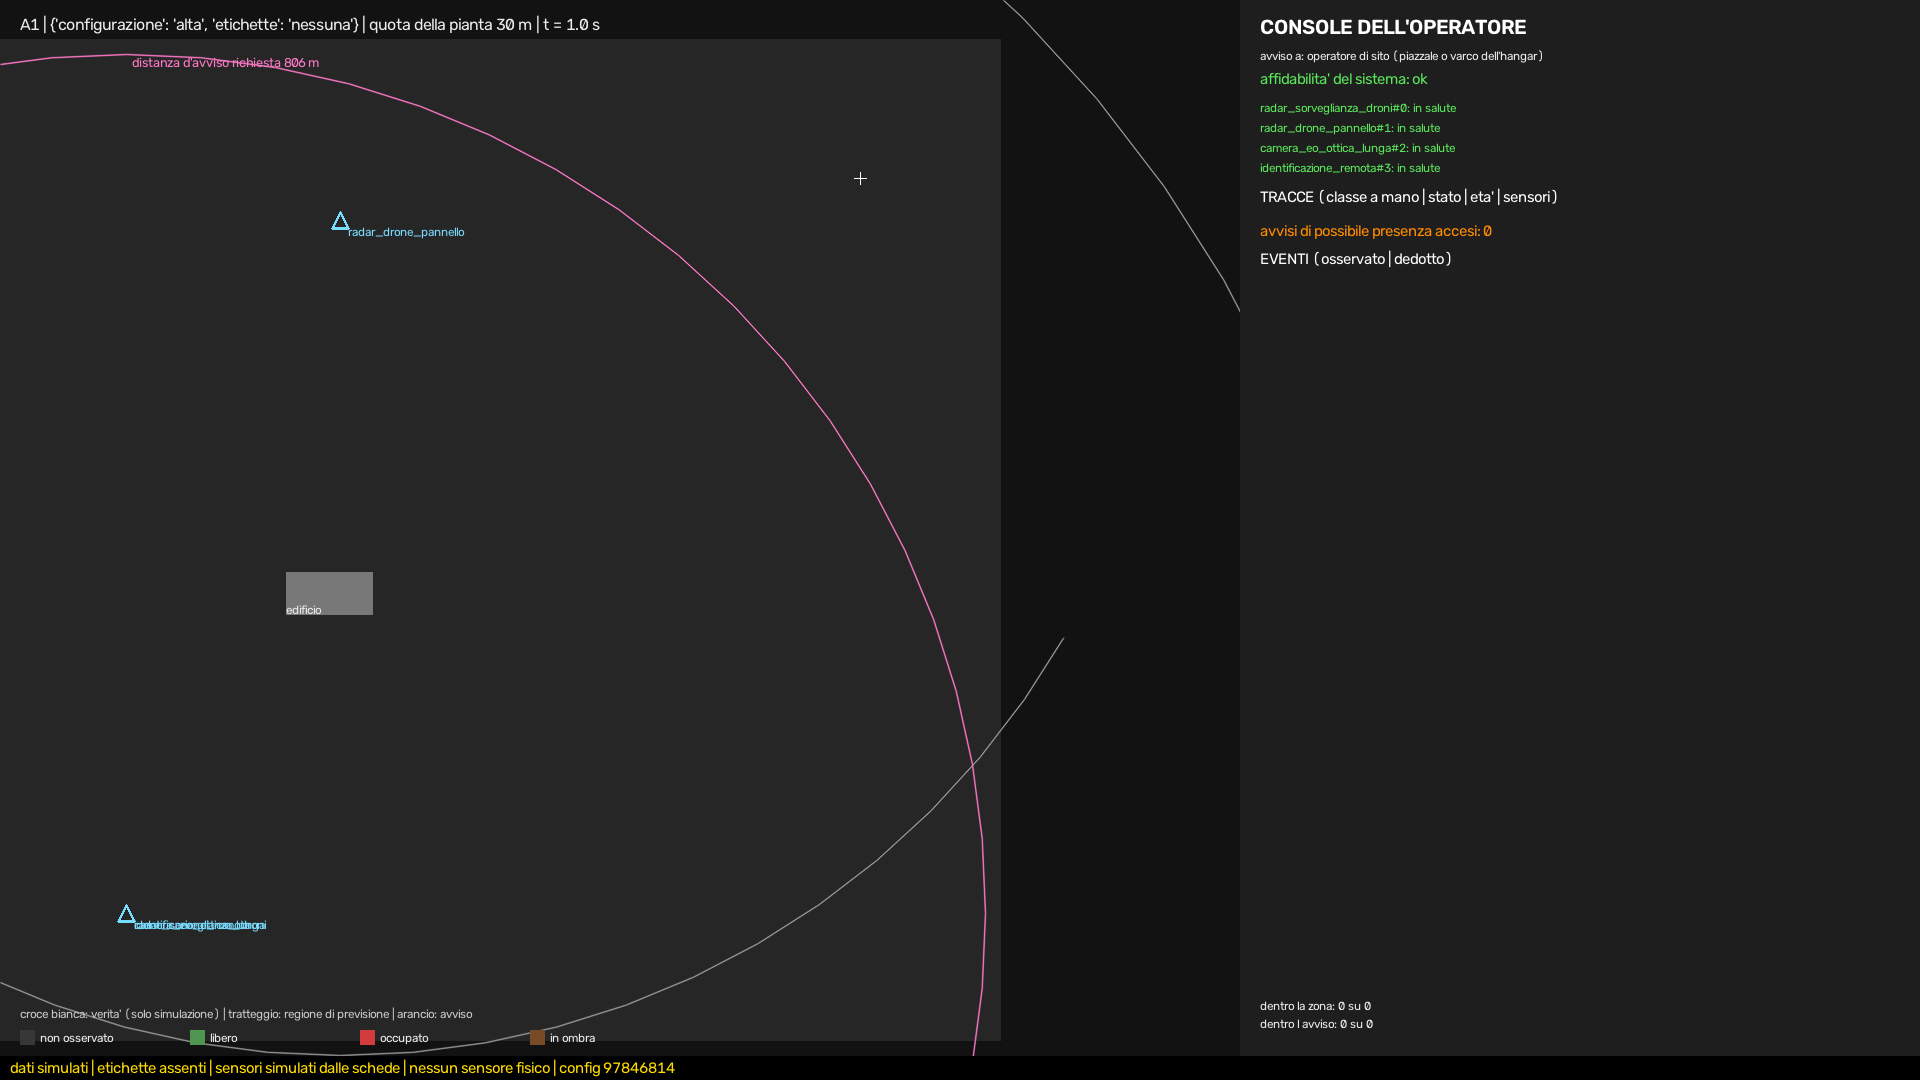 A1 | {'configurazione': 'alta', 'etichette': 'nessuna'} | quota della pianta 30 m | t = 1.0 s
distanza d'avviso richiesta 806 m
radar_drone_pannello
edificio
croce bianca: verita' (solo simulazione) | tratteggio: regione di previsione | arancio: avviso
non osservato
libero
occupato
in ombra
dati simulati | etichette assenti | sensori simulati dalle schede | nessun sensore fisico | config 97846814
CONSOLE DELL'OPERATORE
avviso a: operatore di sito (piazzale o varco dell'hangar)
affidabilita' del sistema: ok
radar_sorveglianza_droni#0: in salute
radar_drone_pannello#1: in salute
camera_eo_ottica_lunga#2: in salute
identificazione_remota#3: in salute
TRACCE (classe a mano | stato | eta' | sensori)
avvisi di possibile presenza accesi: 0
EVENTI (osservato | dedotto)
dentro la zona: 0 su 0
dentro l avviso: 0 su 0